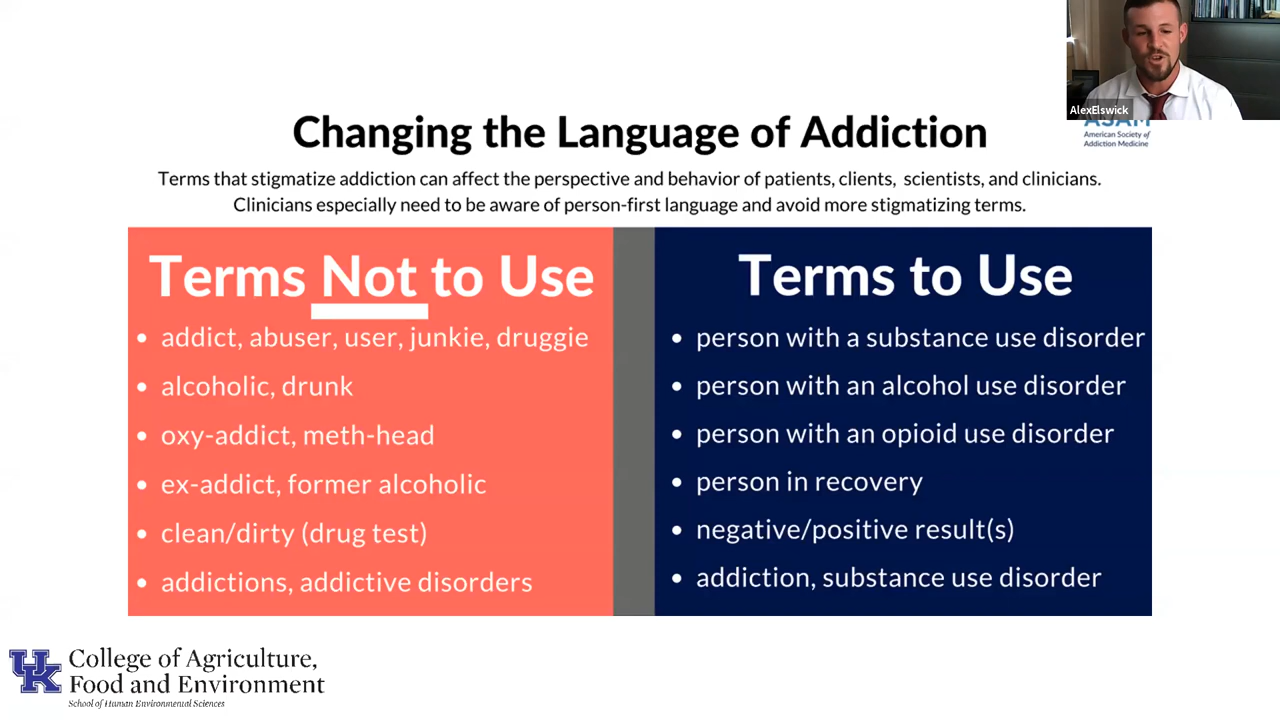 AlexElswick
ASAM
American Society of
Addiction Medicine
Changing the Language of Addiction
Terms that stigmatize addiction can affect the perspective and behavior of patients, clients, scientists, and clinicians.
Clinicians especially need to be aware of person-first language and avoid more stigmatizing terms.
Terms Not to Use
• addict, abuser, user, junkie, druggie
• alcoholic, drunk
• oxy-addict, meth-head
• ex-addict, former alcoholic
• clean/dirty (drug test)
• addictions, addictive disorders
Terms to Use
• person with a substance use disorder
• person with an alcohol use disorder
• person with an opioid use disorder
• person in recovery
• negative/positive result(s)
• addiction, substance use disorder
UK
College of Agriculture,
Food and Environment
School of Human Environmental Sciences